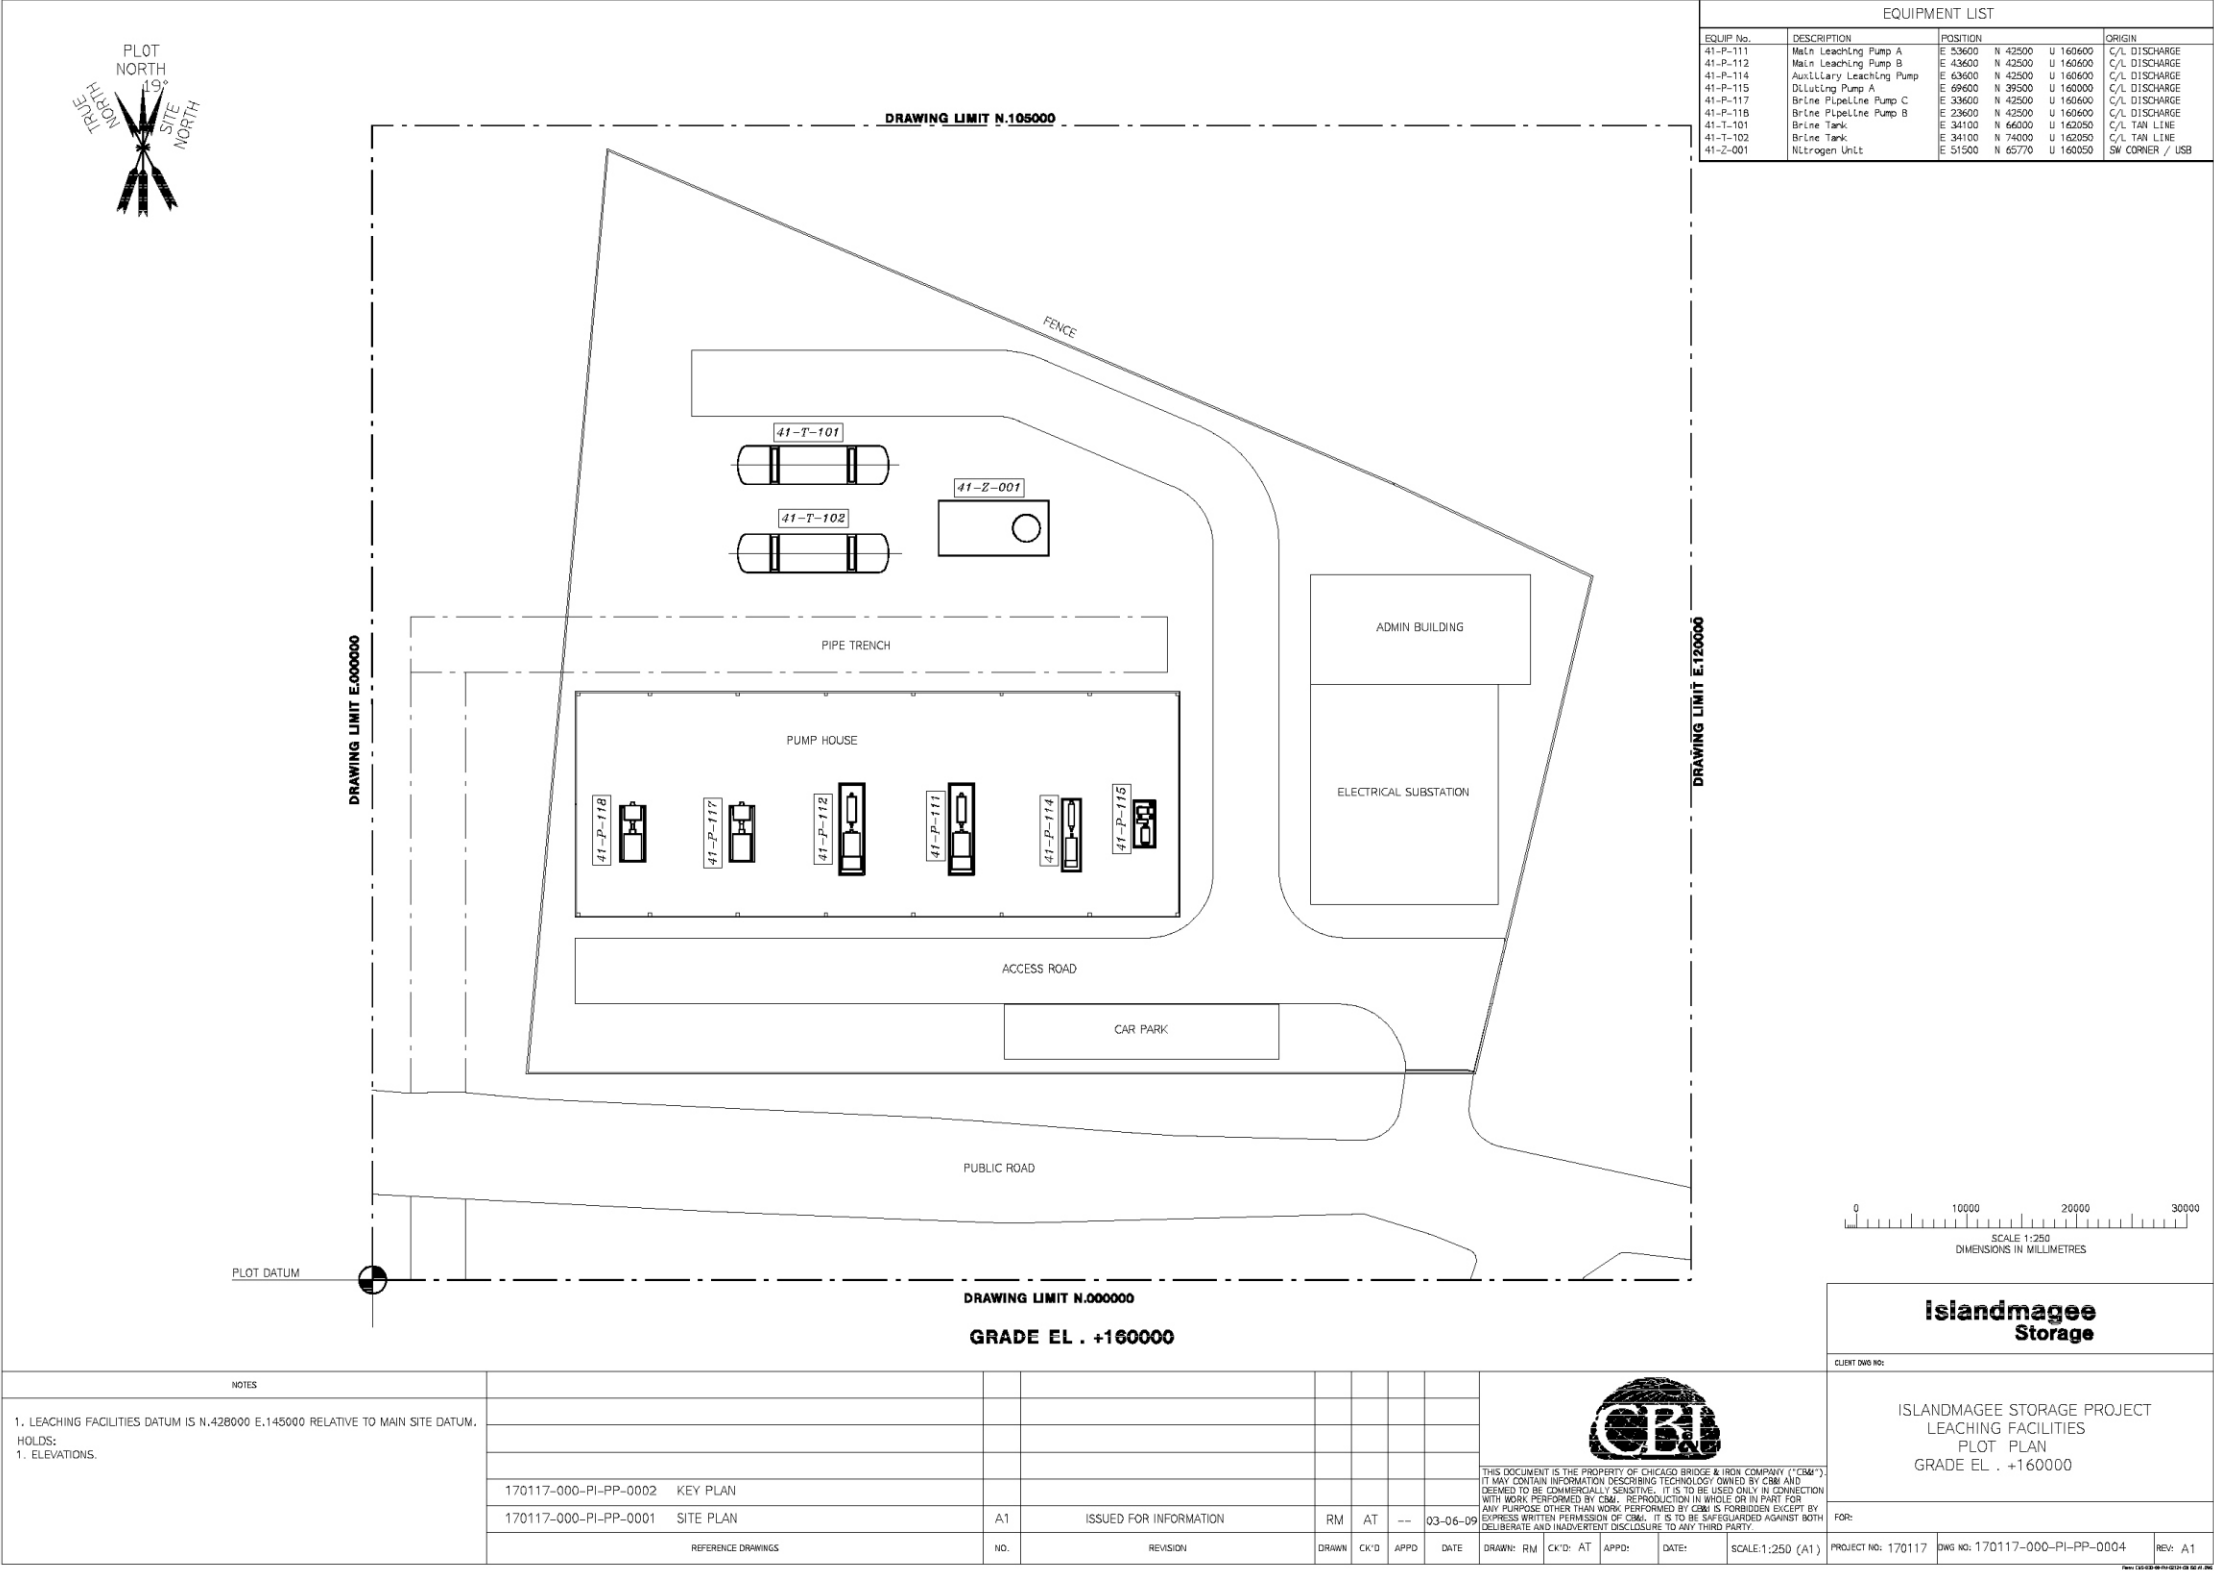 EQUIPMENT LIST
EQUIP No. DESCRIPTION POSITION ORIGIN
41-P-111 Main Leaching Pump A E 53600 N 42500 U 160600 C/L DISCHARGE
41-P-112 Main Leaching Pump B E 43600 N 42500 U 160600 C/L DISCHARGE
41-P-114 Auxiliary Leaching Pump E 63600 N 42500 U 160600 C/L DISCHARGE
41-P-115 Diluting Pump A E 69600 N 39500 U 160000 C/L DISCHARGE
41-P-117 Brine Pipeline Pump C E 33600 N 42500 U 160600 C/L DISCHARGE
41-P-118 Brine Pipeline Pump B E 23600 N 42500 U 160600 C/L DISCHARGE
41-T-101 Brine Tank E 34100 N 66000 U 162050 C/L TAN LINE
41-T-102 Brine Tank E 34100 N 74000 U 162050 C/L TAN LINE
41-Z-001 Nitrogen Unit E 51500 N 65770 U 160050 SW CORNER / USB
PLOT
NORTH
19°
TRUE
NORTH
SITE
NORTH
DRAWING LIMIT N.105000
FENCE
41-T-101
41-Z-001
41-T-102
ADMIN BUILDING
PIPE TRENCH
DRAWING LIMIT E.000000
DRAWING LIMIT E.120000
PUMP HOUSE
ELECTRICAL SUBSTATION
41-P-118
41-P-117
41-P-112
41-P-111
41-P-114
41-P-115
ACCESS ROAD
CAR PARK
PUBLIC ROAD
0 10000 20000 30000
SCALE 1:250
DIMENSIONS IN MILLIMETRES
PLOT DATUM
DRAWING LIMIT N.000000
GRADE EL . +160000
Islandmagee
Storage
CLIENT DWG NO:
NOTES
1. LEACHING FACILITIES DATUM IS N.428000 E.145000 RELATIVE TO MAIN SITE DATUM.
HOLDS:
1. ELEVATIONS.
170117-000-PI-PP-0002 KEY PLAN
170117-000-PI-PP-0001 SITE PLAN
REFERENCE DRAWINGS
A1 ISSUED FOR INFORMATION RM AT -- 03-06-09
NO. REVISION DRAWN CK'D APPD DATE
CBI
THIS DOCUMENT IS THE PROPERTY OF CHICAGO BRIDGE & IRON COMPANY ("CB&I").
IT MAY CONTAIN INFORMATION DESCRIBING TECHNOLOGY OWNED BY CB&I AND
DEEMED TO BE COMMERCIALLY SENSITIVE. IT IS TO BE USED ONLY IN CONNECTION
WITH WORK PERFORMED BY CB&I. REPRODUCTION IN WHOLE OR IN PART FOR
ANY PURPOSE OTHER THAN WORK PERFORMED BY CB&I IS FORBIDDEN EXCEPT BY
EXPRESS WRITTEN PERMISSION OF CB&I. IT IS TO BE SAFEGUARDED AGAINST BOTH
DELIBERATE AND INADVERTENT DISCLOSURE TO ANY THIRD PARTY.
DRAWN: RM CK'D: AT APPD: DATE: SCALE:1:250 (A1)
ISLANDMAGEE STORAGE PROJECT
LEACHING FACILITIES
PLOT PLAN
GRADE EL . +160000
FOR:
PROJECT NO: 170117 DWG NO: 170117-000-PI-PP-0004 REV: A1